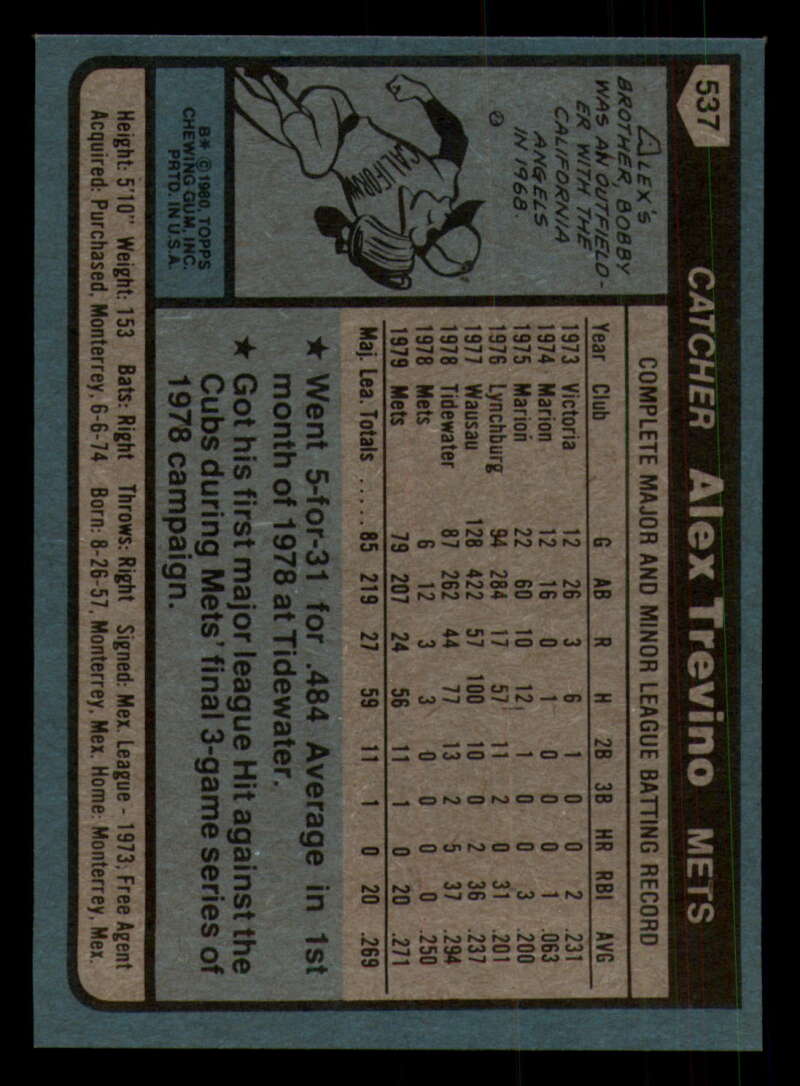 537 CATCHER Alex Trevino METS
ALEX'S
BROTHER BOBBY
WAS AN OUTFIELD-
ER WITH THE
CALIFORNIA
ANGELS
IN 1968.
CALIFORN
B* © 1980 TOPPS
CHEWING GUM, INC.
PRTD. IN U.S.A.
COMPLETE MAJOR AND MINOR LEAGUE BATTING RECORD
Year Club G AB R H 2B 3B HR RBI AVG
1973 Victoria 12 26 3 6 1 0 0 2 .231
1974 Marion 12 16 0 1 0 0 0 1 .063
1975 Marion 22 60 10 12 1 0 0 3 .200
1976 Lynchburg 94 284 17 57 11 2 0 31 .201
1977 Wausau 128 422 57 100 10 0 2 36 .237
1978 Tidewater 87 262 44 77 13 2 5 37 .294
1978 Mets 6 12 3 3 0 0 0 0 .250
1979 Mets 79 207 24 56 11 1 0 20 .271
Maj. Lea. Totals ...... 85 219 27 59 11 1 0 20 .269
★ Went 5-for-31 for .484 Average in 1st
month of 1978 at Tidewater.
★ Got his first major league Hit against the
Cubs during Mets' final 3-game series of
1978 campaign.
Height: 5'10" Weight: 153 Bats: Right Throws: Right Signed: Mex. League - 1973, Free Agent
Acquired: Purchased, Monterrey, 6-6-74 Born: 8-26-57, Monterrey, Mex. Home: Monterrey, Mex.